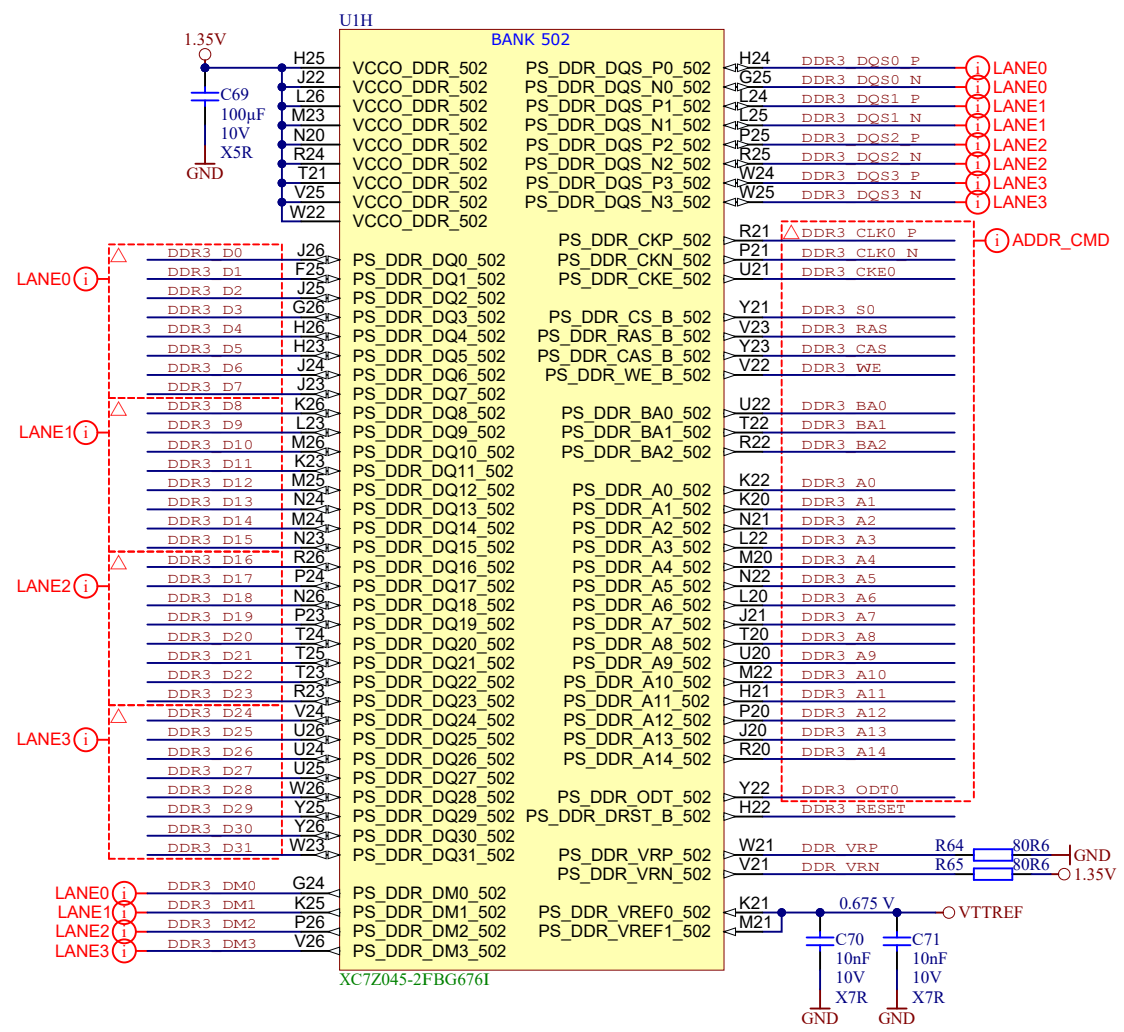 U1H
BANK 502
1.35V
C69
100µF
10V
X5R
GND
H25 VCCO_DDR_502
J22 VCCO_DDR_502
L26 VCCO_DDR_502
M23 VCCO_DDR_502
N20 VCCO_DDR_502
R24 VCCO_DDR_502
T21 VCCO_DDR_502
V25 VCCO_DDR_502
W22 VCCO_DDR_502
LANE0 i
DDR3_D0 J26 PS_DDR_DQ0_502
DDR3_D1 F25 PS_DDR_DQ1_502
DDR3_D2 J25 PS_DDR_DQ2_502
DDR3_D3 G26 PS_DDR_DQ3_502
DDR3_D4 H26 PS_DDR_DQ4_502
DDR3_D5 H23 PS_DDR_DQ5_502
DDR3_D6 J24 PS_DDR_DQ6_502
DDR3_D7 J23 PS_DDR_DQ7_502
LANE1 i
DDR3_D8 K26 PS_DDR_DQ8_502
DDR3_D9 L23 PS_DDR_DQ9_502
DDR3_D10 M26 PS_DDR_DQ10_502
DDR3_D11 K23 PS_DDR_DQ11_502
DDR3_D12 M25 PS_DDR_DQ12_502
DDR3_D13 N24 PS_DDR_DQ13_502
DDR3_D14 M24 PS_DDR_DQ14_502
DDR3_D15 N23 PS_DDR_DQ15_502
LANE2 i
DDR3_D16 R26 PS_DDR_DQ16_502
DDR3_D17 P24 PS_DDR_DQ17_502
DDR3_D18 N26 PS_DDR_DQ18_502
DDR3_D19 P23 PS_DDR_DQ19_502
DDR3_D20 T24 PS_DDR_DQ20_502
DDR3_D21 T25 PS_DDR_DQ21_502
DDR3_D22 T23 PS_DDR_DQ22_502
DDR3_D23 R23 PS_DDR_DQ23_502
LANE3 i
DDR3_D24 V24 PS_DDR_DQ24_502
DDR3_D25 U26 PS_DDR_DQ25_502
DDR3_D26 U24 PS_DDR_DQ26_502
DDR3_D27 U25 PS_DDR_DQ27_502
DDR3_D28 W26 PS_DDR_DQ28_502
DDR3_D29 Y25 PS_DDR_DQ29_502
DDR3_D30 Y26 PS_DDR_DQ30_502
DDR3_D31 W23 PS_DDR_DQ31_502
LANE0 i DDR3_DM0 G24 PS_DDR_DM0_502
LANE1 i DDR3_DM1 K25 PS_DDR_DM1_502
LANE2 i DDR3_DM2 P26 PS_DDR_DM2_502
LANE3 i DDR3_DM3 V26 PS_DDR_DM3_502
XC7Z045-2FBG676I
PS_DDR_DQS_P0_502 H24 DDR3_DQS0_P i LANE0
PS_DDR_DQS_N0_502 G25 DDR3_DQS0_N i LANE0
PS_DDR_DQS_P1_502 L24 DDR3_DQS1_P i LANE1
PS_DDR_DQS_N1_502 L25 DDR3_DQS1_N i LANE1
PS_DDR_DQS_P2_502 P25 DDR3_DQS2_P i LANE2
PS_DDR_DQS_N2_502 R25 DDR3_DQS2_N i LANE2
PS_DDR_DQS_P3_502 W24 DDR3_DQS3_P i LANE3
PS_DDR_DQS_N3_502 W25 DDR3_DQS3_N i LANE3
PS_DDR_CKP_502 R21 DDR3_CLK0_P i ADDR_CMD
PS_DDR_CKN_502 P21 DDR3_CLK0_N
PS_DDR_CKE_502 U21 DDR3_CKE0
PS_DDR_CS_B_502 Y21 DDR3_S0
PS_DDR_RAS_B_502 V23 DDR3_RAS
PS_DDR_CAS_B_502 Y23 DDR3_CAS
PS_DDR_WE_B_502 V22 DDR3_WE
PS_DDR_BA0_502 U22 DDR3_BA0
PS_DDR_BA1_502 T22 DDR3_BA1
PS_DDR_BA2_502 R22 DDR3_BA2
PS_DDR_A0_502 K22 DDR3_A0
PS_DDR_A1_502 K20 DDR3_A1
PS_DDR_A2_502 N21 DDR3_A2
PS_DDR_A3_502 L22 DDR3_A3
PS_DDR_A4_502 M20 DDR3_A4
PS_DDR_A5_502 N22 DDR3_A5
PS_DDR_A6_502 L20 DDR3_A6
PS_DDR_A7_502 J21 DDR3_A7
PS_DDR_A8_502 T20 DDR3_A8
PS_DDR_A9_502 U20 DDR3_A9
PS_DDR_A10_502 M22 DDR3_A10
PS_DDR_A11_502 H21 DDR3_A11
PS_DDR_A12_502 P20 DDR3_A12
PS_DDR_A13_502 J20 DDR3_A13
PS_DDR_A14_502 R20 DDR3_A14
PS_DDR_ODT_502 Y22 DDR3_ODT0
PS_DDR_DRST_B_502 H22 DDR3_RESET
PS_DDR_VRP_502 W21 DDR_VRP R64 80R6 GND
PS_DDR_VRN_502 V21 DDR_VRN R65 80R6 1.35V
PS_DDR_VREF0_502 K21 0.675 V VTTREF
PS_DDR_VREF1_502 M21
C70
10nF
10V
X7R
GND
C71
10nF
10V
X7R
GND